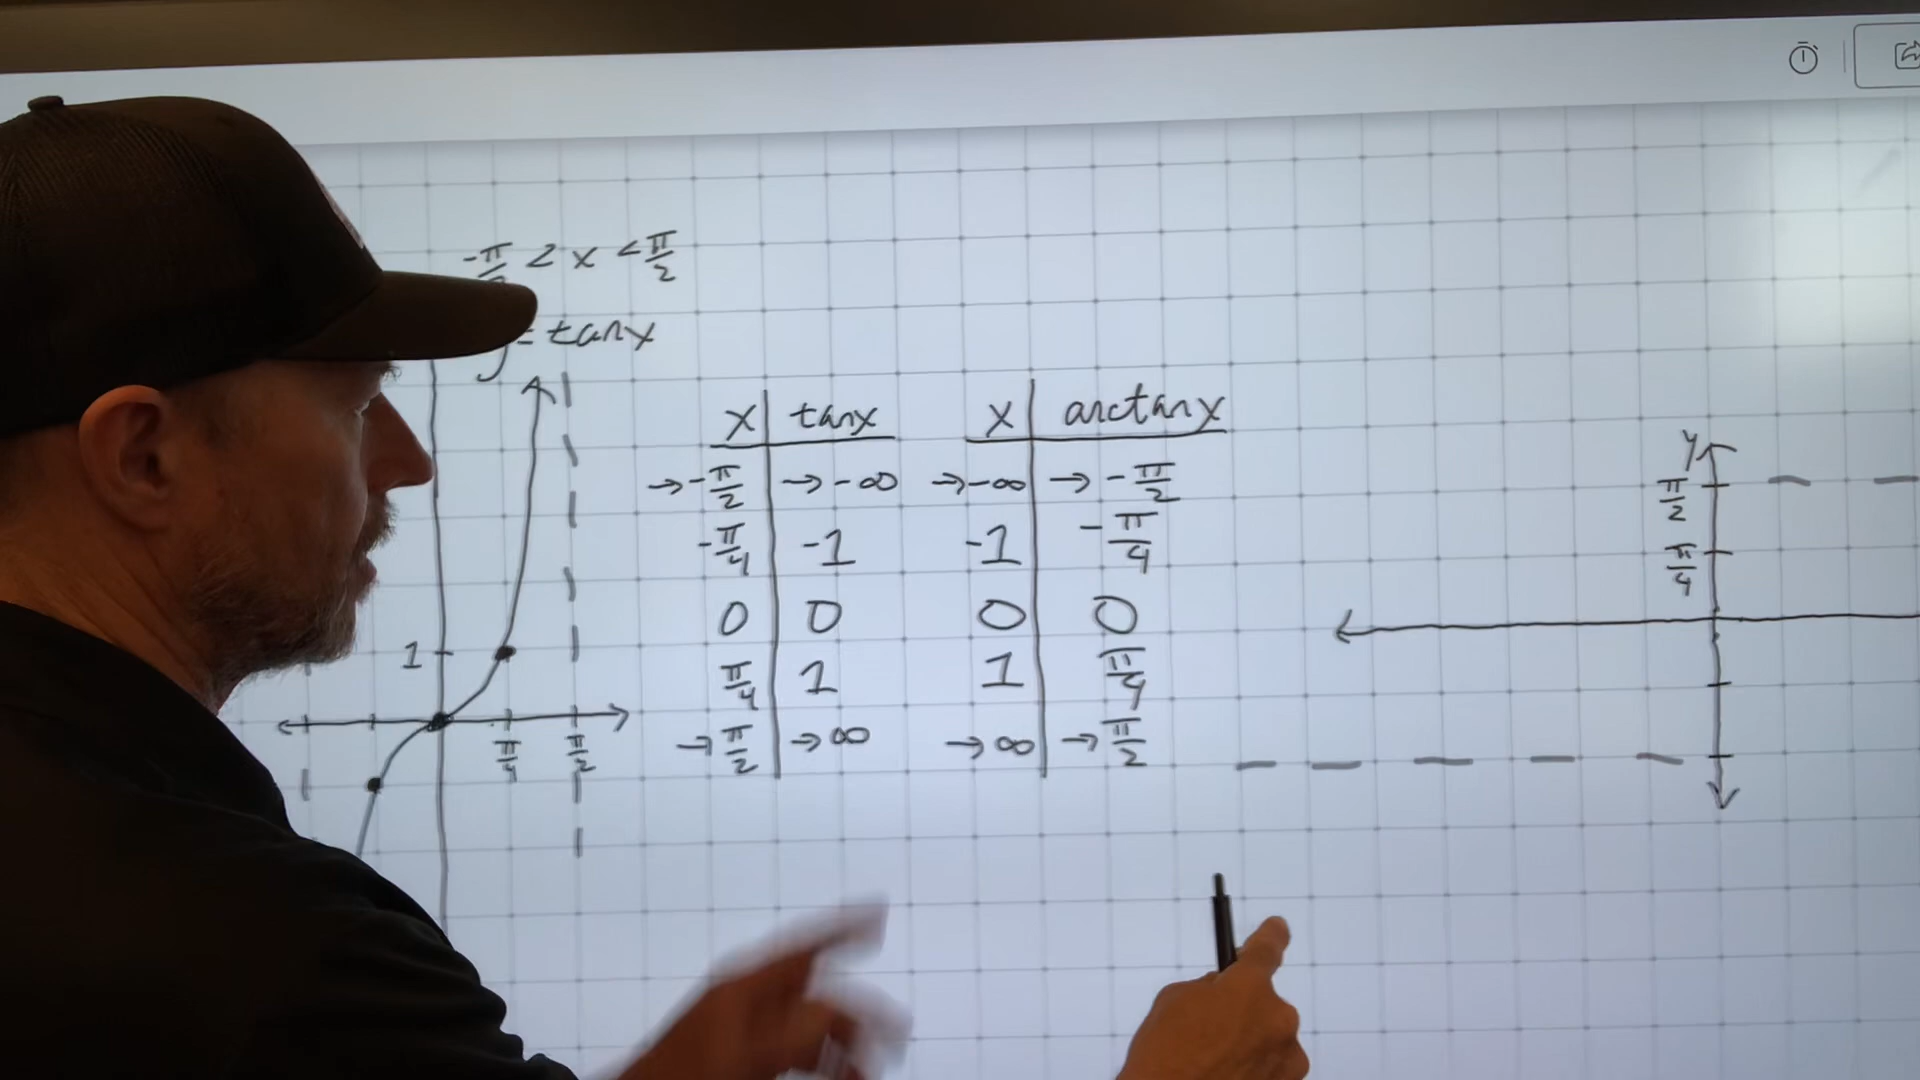 -π/2 < x < π/2
y = tanx
x | tanx
→ -π/2 | → -∞
-π/4 | -1
0 | 0
π/4 | 1
→ π/2 | → ∞
x | arctanx
→ -∞ | → -π/2
-1 | -π/4
0 | 0
1 | π/4
→ ∞ | → π/2
1
π/4 π/2
y
π/2
π/4